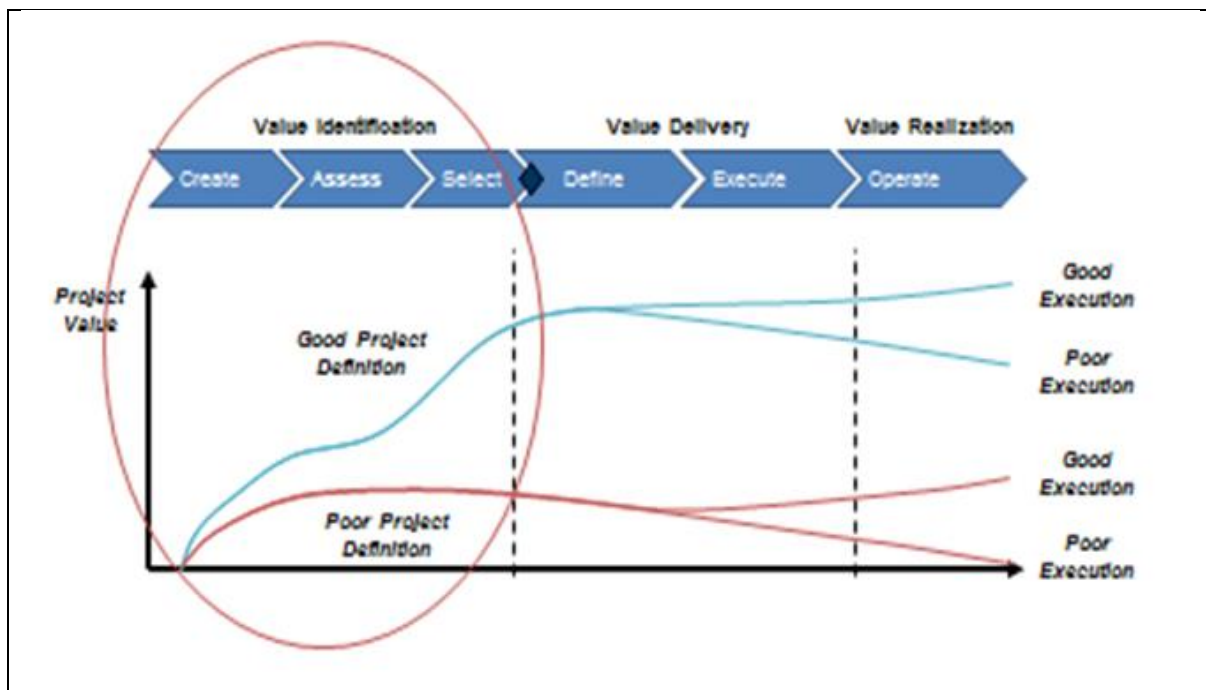 Value Identification
Value Delivery
Value Realization
Create
Assess
Select
Define
Execute
Operate
Project
Value
Good Project
Definition
Poor Project
Definition
Good
Execution
Poor
Execution
Good
Execution
Poor
Execution